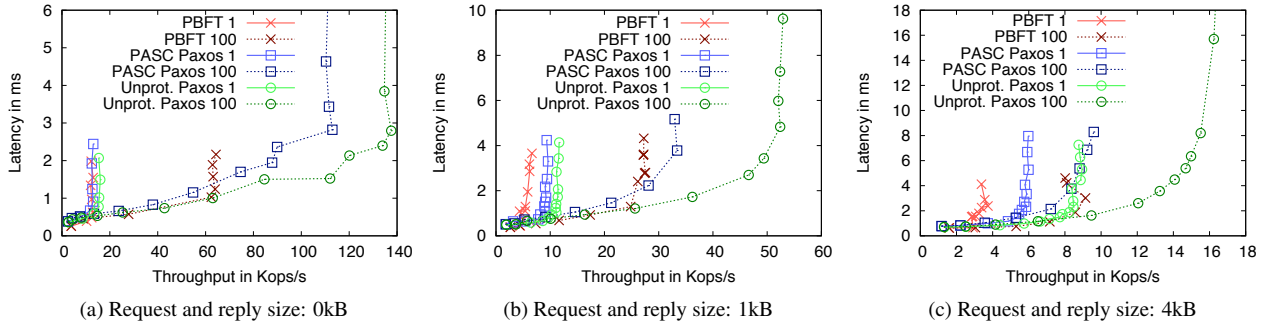 PBFT 1
PBFT 100
PASC Paxos 1
PASC Paxos 100
Unprot. Paxos 1
Unprot. Paxos 100
Latency in ms
0
1
2
3
4
5
6
0 20 40 60 80 100 120 140
Throughput in Kops/s
(a) Request and reply size: 0kB
PBFT 1
PBFT 100
PASC Paxos 1
PASC Paxos 100
Unprot. Paxos 1
Unprot. Paxos 100
Latency in ms
0
2
4
6
8
10
0 10 20 30 40 50 60
Throughput in Kops/s
(b) Request and reply size: 1kB
PBFT 1
PBFT 100
PASC Paxos 1
PASC Paxos 100
Unprot. Paxos 1
Unprot. Paxos 100
Latency in ms
0
2
4
6
8
10
12
14
16
18
0 2 4 6 8 10 12 14 16 18
Throughput in Kops/s
(c) Request and reply size: 4kB